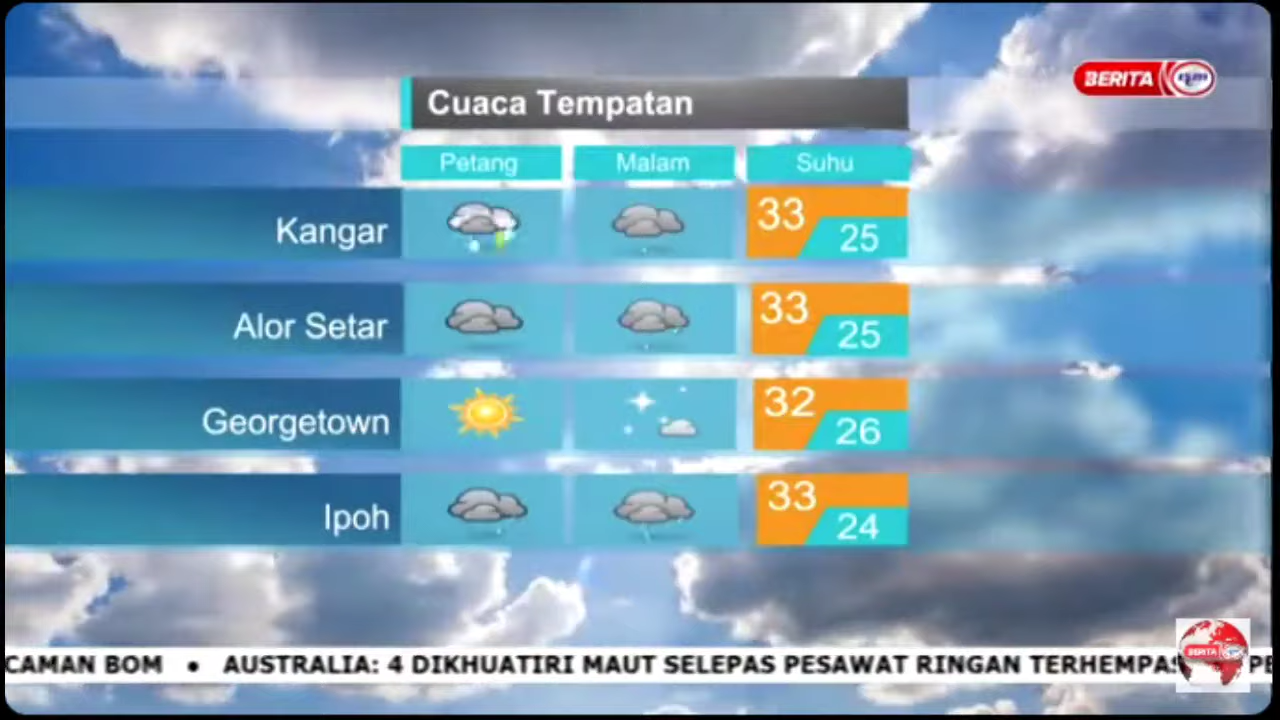 BERITA
Cuaca Tempatan
Petang Malam Suhu
Kangar 33 25
Alor Setar 33 25
Georgetown 32 26
Ipoh 33 24
CAMAN BOM • AUSTRALIA: 4 DIKHUATIRI MAUT SELEPAS PESAWAT RINGAN TERHEMPAS
BERITA